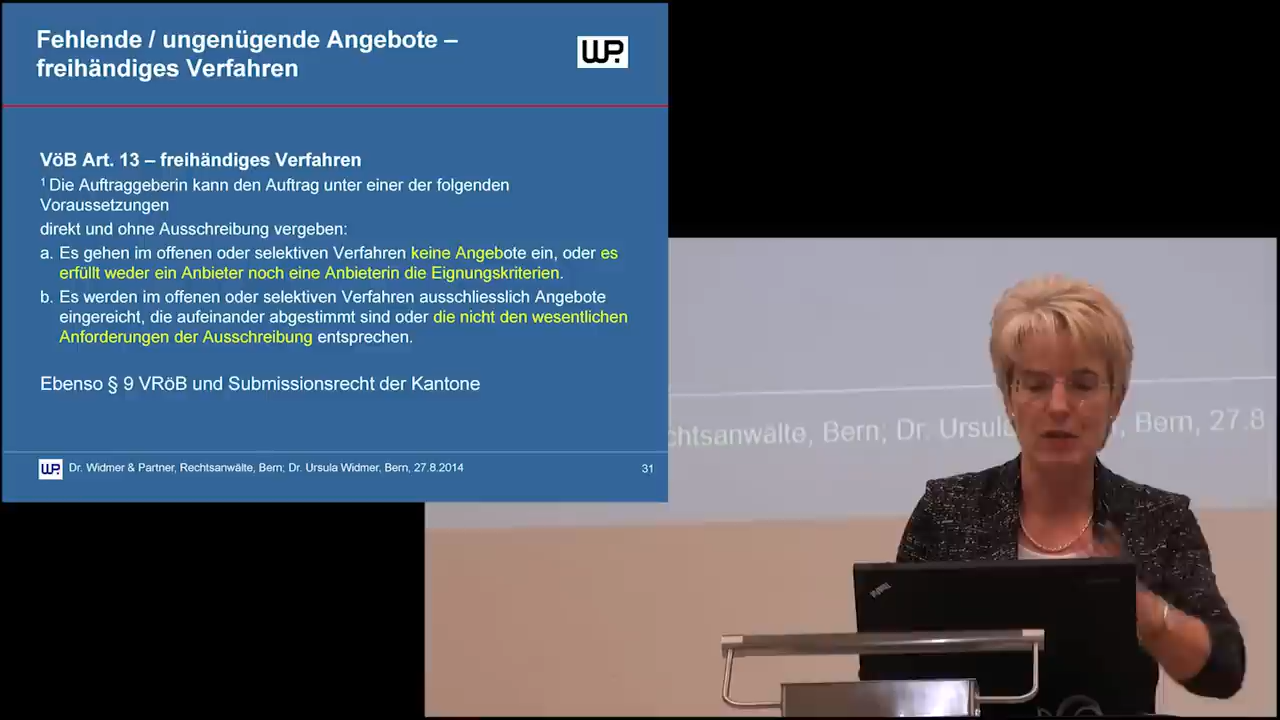 Fehlende / ungenügende Angebote –
freihändiges Verfahren
WP.
VöB Art. 13 – freihändiges Verfahren
1 Die Auftraggeberin kann den Auftrag unter einer der folgenden
Voraussetzungen
direkt und ohne Ausschreibung vergeben:
a. Es gehen im offenen oder selektiven Verfahren keine Angebote ein, oder es
erfüllt weder ein Anbieter noch eine Anbieterin die Eignungskriterien.
b. Es werden im offenen oder selektiven Verfahren ausschliesslich Angebote
eingereicht, die aufeinander abgestimmt sind oder die nicht den wesentlichen
Anforderungen der Ausschreibung entsprechen.
Ebenso § 9 VRöB und Submissionsrecht der Kantone
WP. Dr. Widmer & Partner, Rechtsanwälte, Bern; Dr. Ursula Widmer, Bern, 27.8.2014 31
chtsanwälte, Bern; Dr. Ursula , Bern, 27.8
ThinkPad